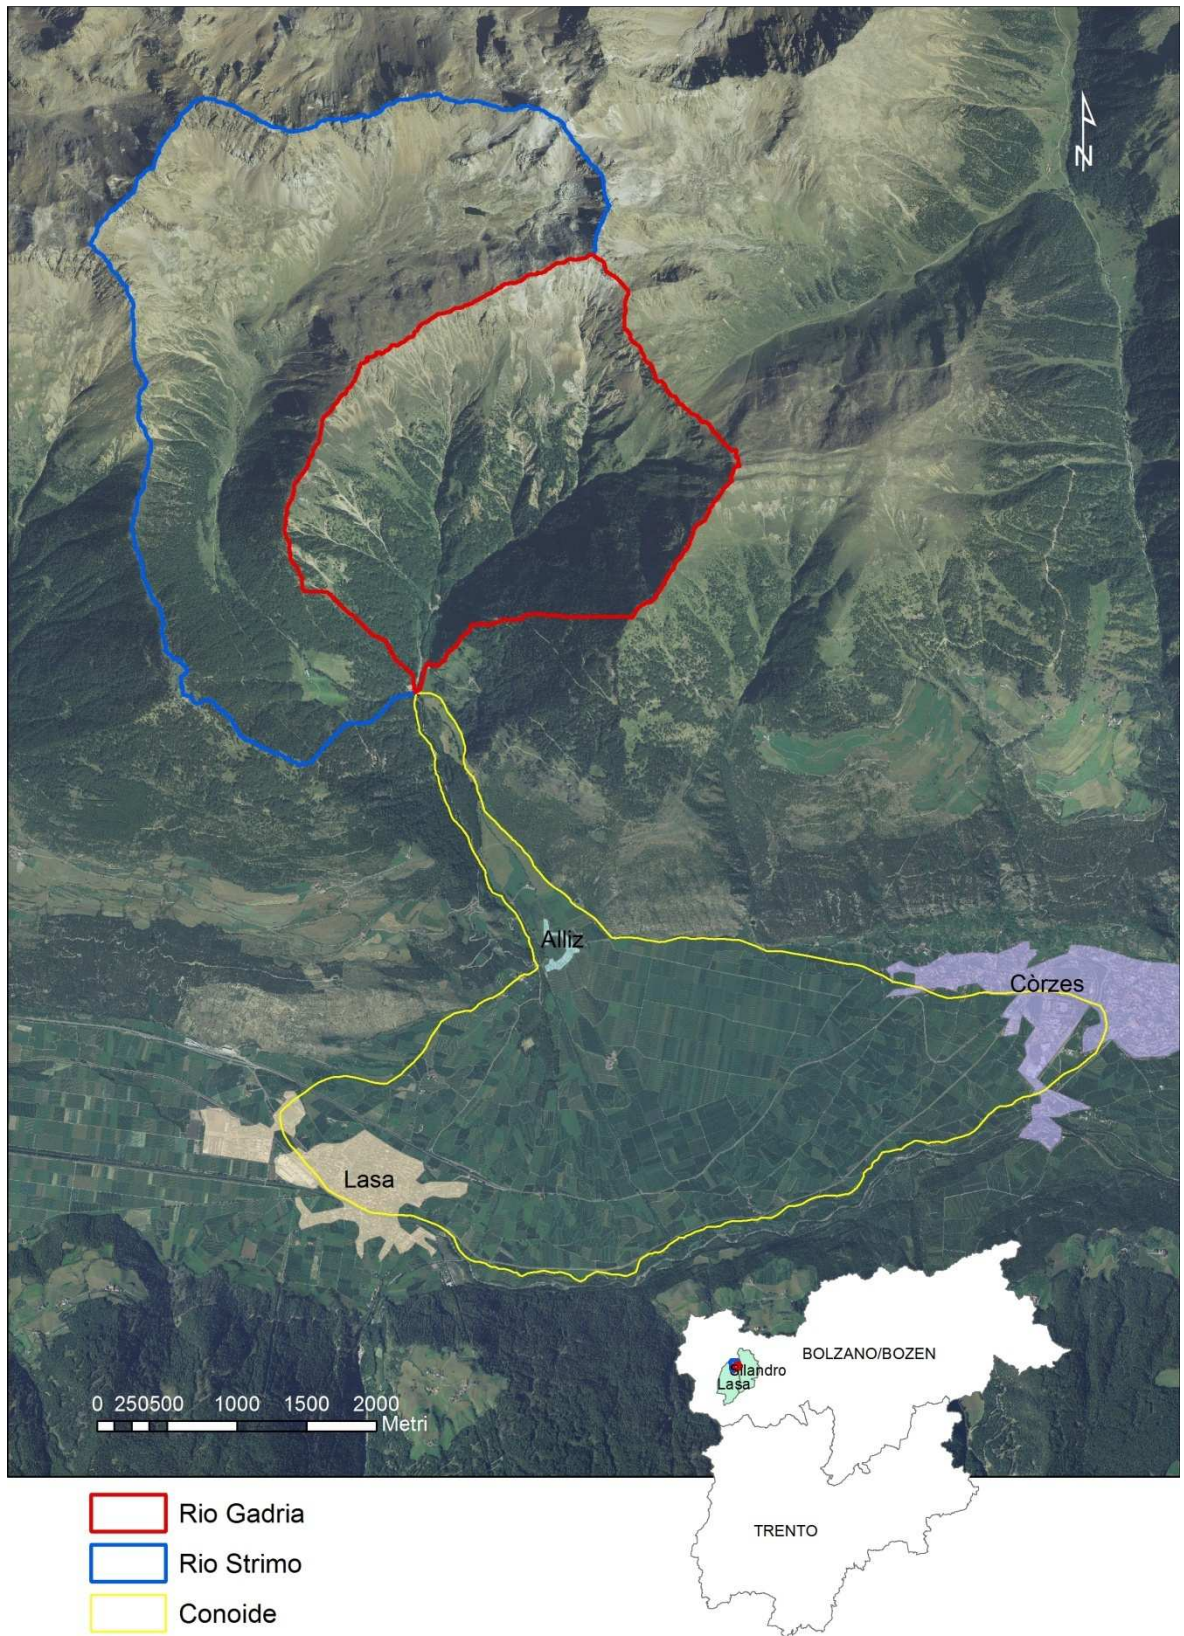 N
Alliz
Còrzes
Lasa
BOLZANO/BOZEN
Silandro
Lasa
0 250500 1000 1500 2000
Metri
TRENTO
Rio Gadria
Rio Strimo
Conoide